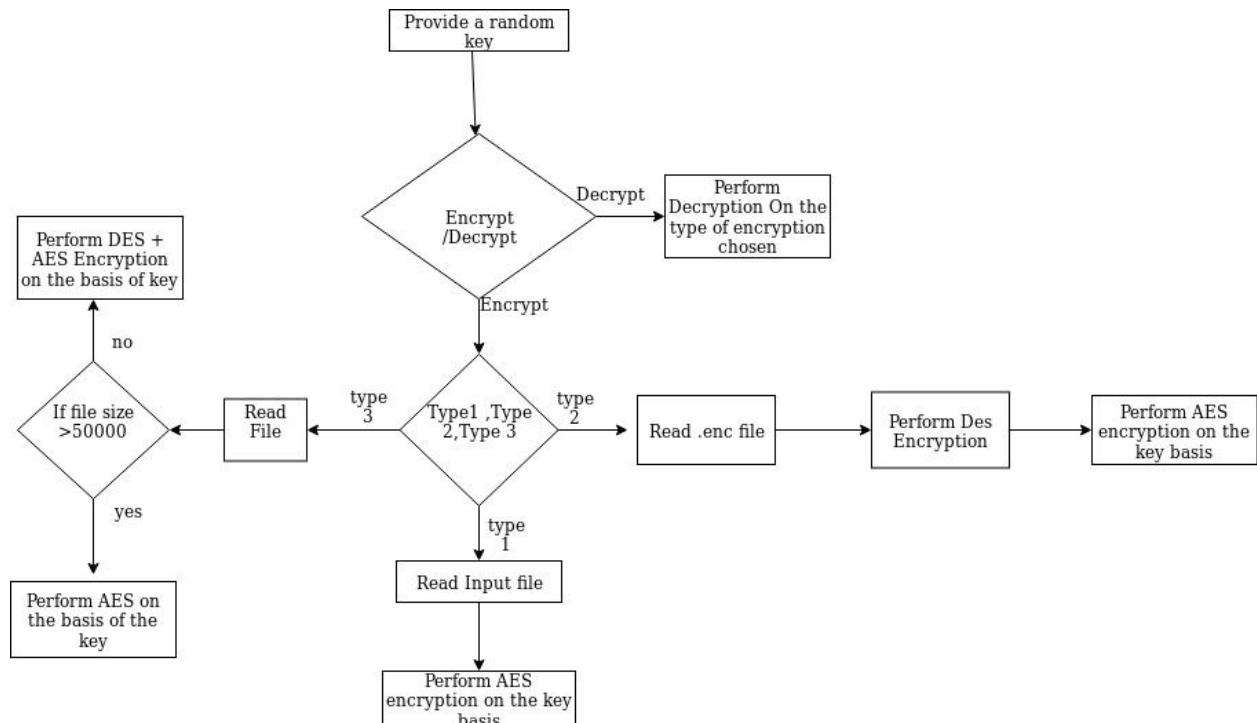 Provide a random
key
Encrypt
/Decrypt
Decrypt
Perform
Decryption On the
type of encryption
chosen
Encrypt
Type1 ,Type
2,Type 3
type
3
Read
File
If file size
>50000
no
Perform DES +
AES Encryption
on the basis of key
yes
Perform AES on
the basis of the
key
type
2
Read .enc file
Perform Des
Encryption
Perform AES
encryption on the
key basis
type
1
Read Input file
Perform AES
encryption on the key
basis